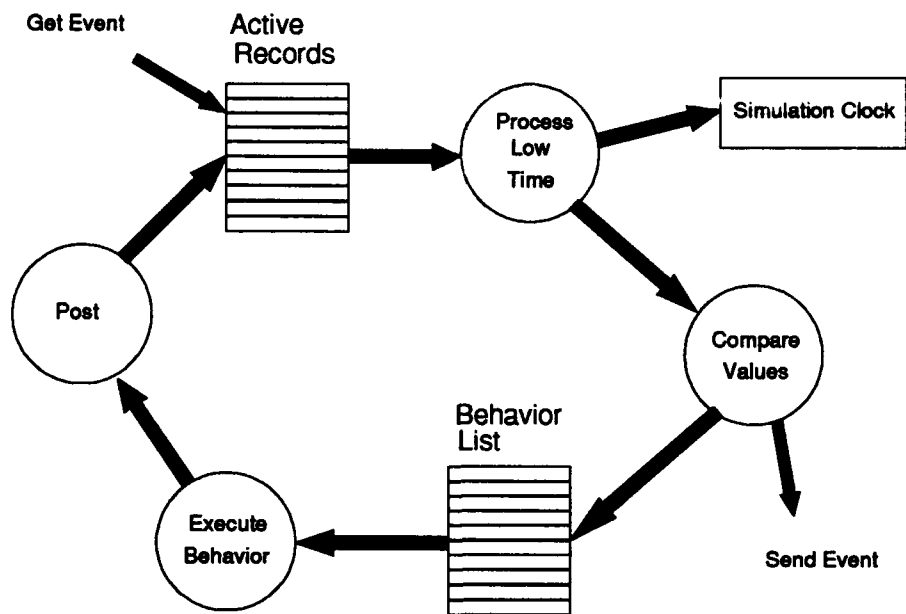 Get Event
Active
Records
Process
Low
Time
Simulation Clock
Post
Compare
Values
Behavior
List
Execute
Behavior
Send Event